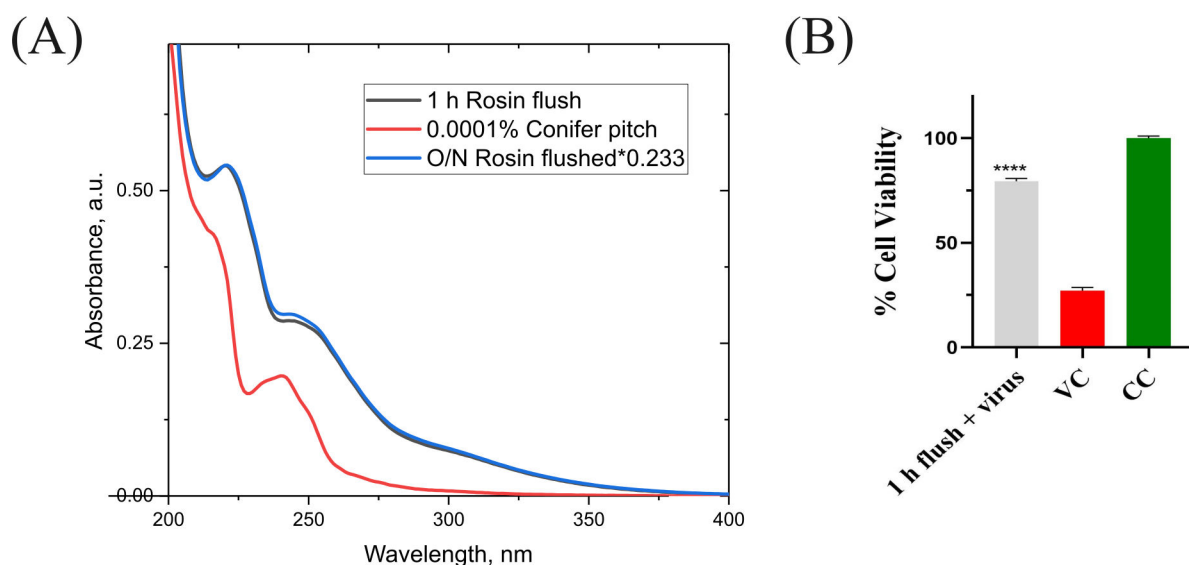 (A)
1 h Rosin flush
0.0001% Conifer pitch
O/N Rosin flushed*0.233
Absorbance, a.u.
0.50
0.25
0.00
200
250
300
350
400
Wavelength, nm
(B)
% Cell Viability
100
50
0
****
1 h flush + virus
VC
CC